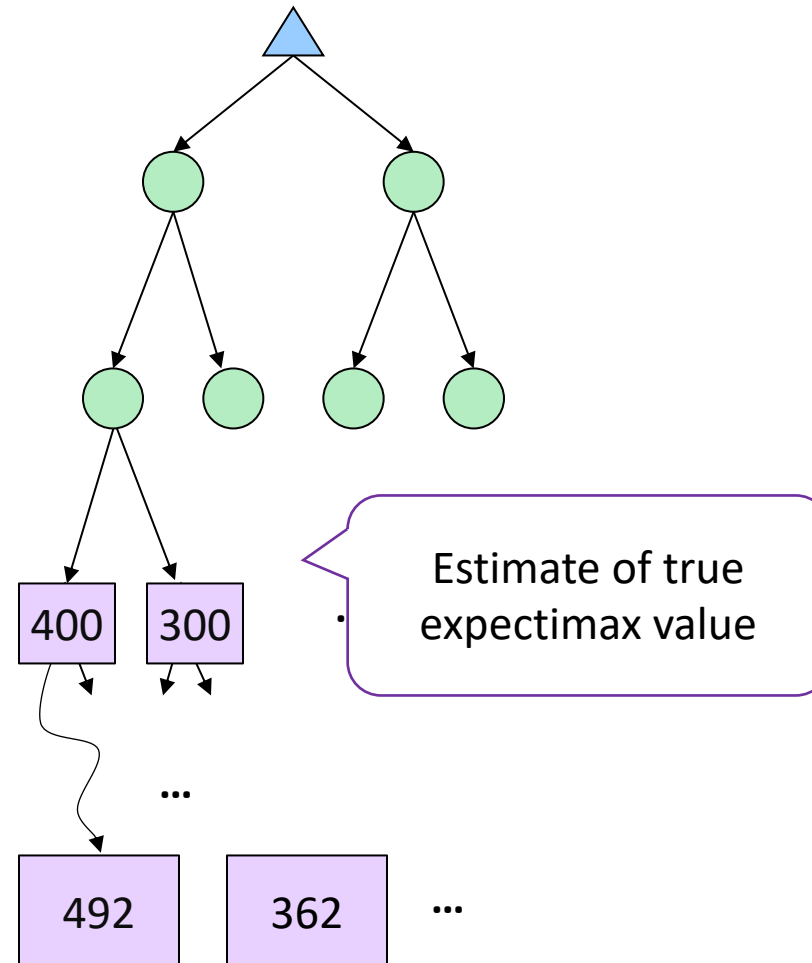 Estimate of true
expectimax value
400 300 .
...
492 362 ...